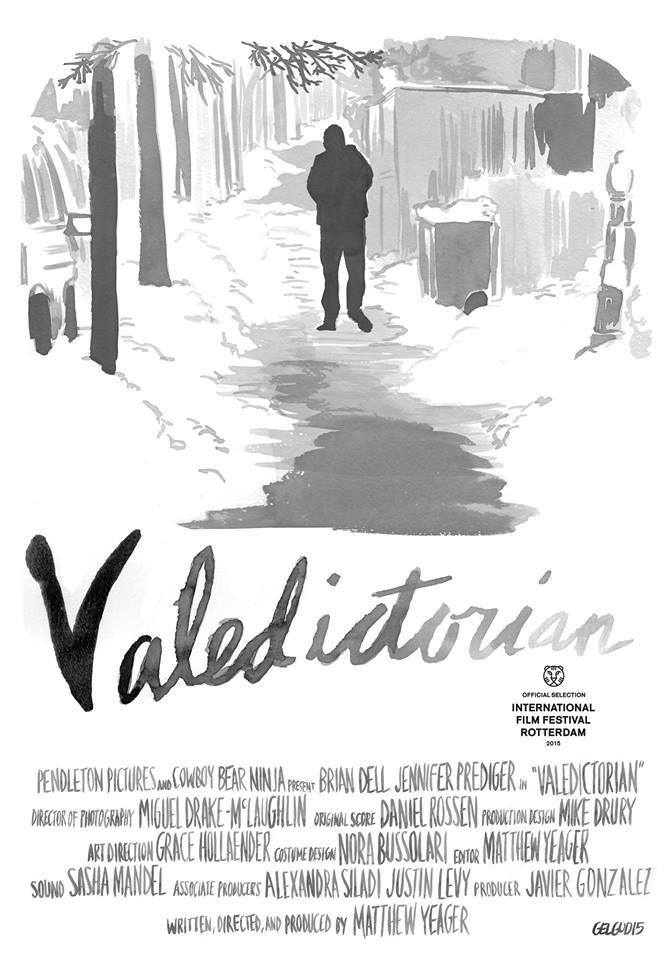 Valedictorian
OFFICIAL SELECTION
INTERNATIONAL
FILM FESTIVAL
ROTTERDAM
2015
PENDLETON PICTURES AND COWBOY BEAR NINJA PRESENT BRIAN DELL JENNIFER PREDIGER IN "VALEDICTORIAN"
DIRECTOR OF PHOTOGRAPHY MIGUEL DRAKE-McLAUGHLIN ORIGINAL SCORE DANIEL ROSSEN PRODUCTION DESIGN MIKE DRURY
ART DIRECTION GRACE HOLLAENDER COSTUME DESIGN NORA BUSSOLARI EDITOR MATTHEW YEAGER
SOUND SASHA MANDEL ASSOCIATE PRODUCERS ALEXANDRA SILADI JUSTIN LEVY PRODUCER JAVIER GONZALEZ
WRITTEN, DIRECTED, AND PRODUCED BY MATTHEW YEAGER
GELGUD15